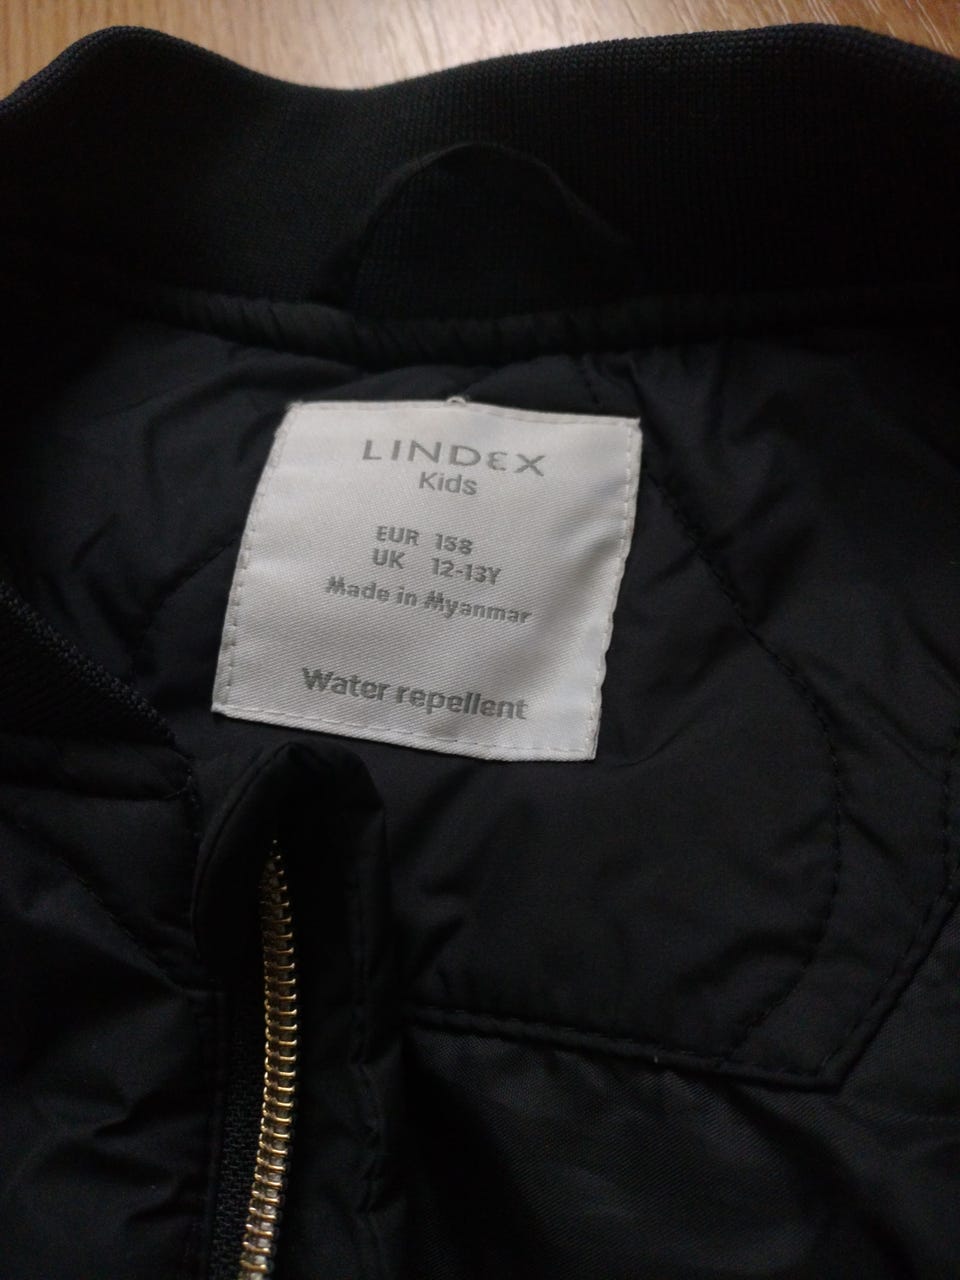 LINDEX
Kids
EUR 158
UK 12-13Y
Made in Myanmar
Water repellent